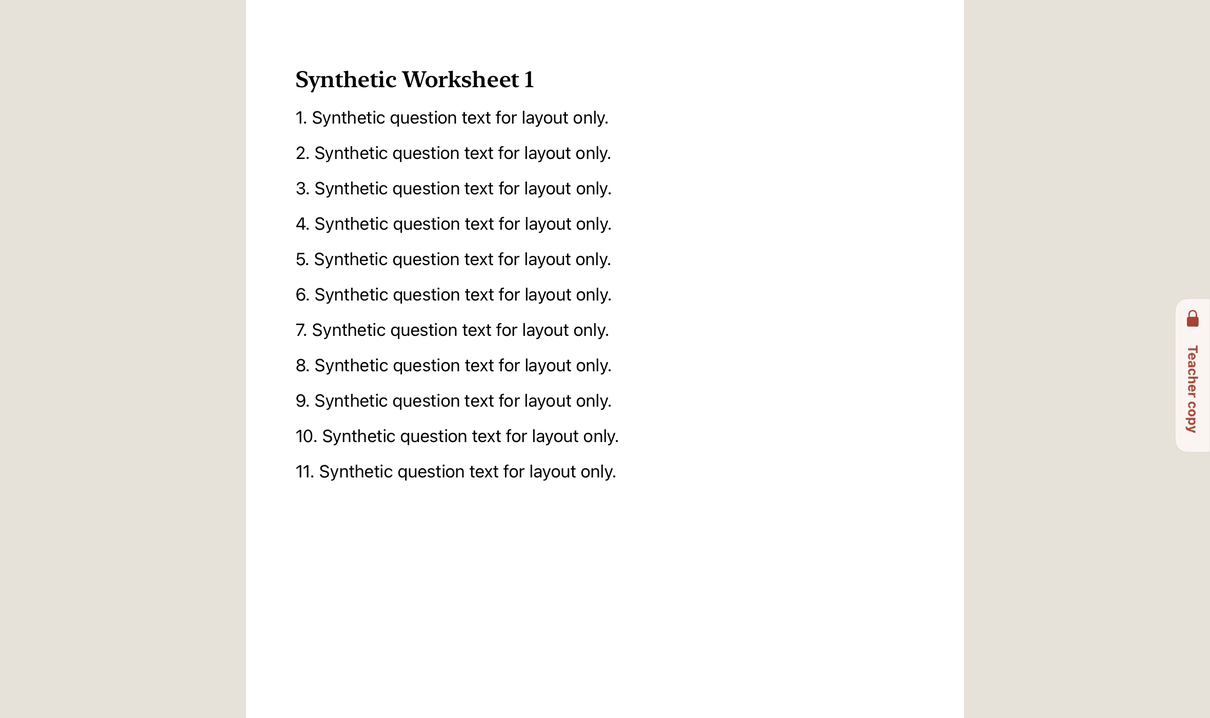 Synthetic Worksheet 1
1. Synthetic question text for layout only.
2. Synthetic question text for layout only.
3. Synthetic question text for layout only.
4. Synthetic question text for layout only.
5. Synthetic question text for layout only.
6. Synthetic question text for layout only.
7. Synthetic question text for layout only.
8. Synthetic question text for layout only.
9. Synthetic question text for layout only.
10. Synthetic question text for layout only.
11. Synthetic question text for layout only.
Teacher copy